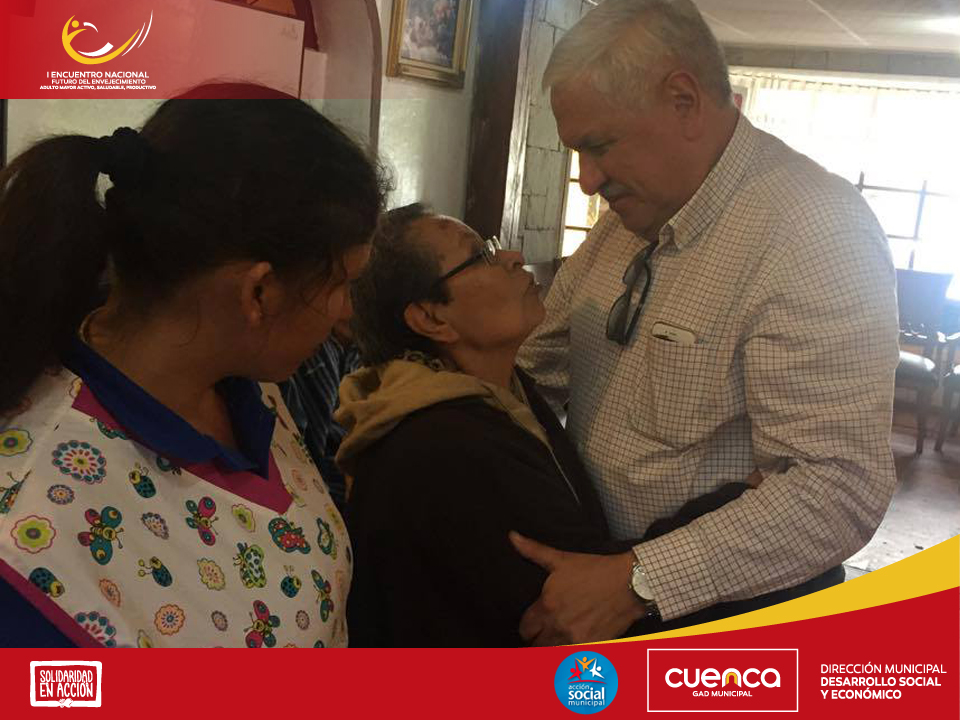 I ENCUENTRO NACIONAL
FUTURO DEL ENVEJECIMIENTO
ADULTO MAYOR ACTIVO, SALUDABLE, PRODUCTIVO
SOLIDARIDAD
EN ACCIÓN
acción
social
municipal
CUENCA
GAD MUNICIPAL
DIRECCIÓN MUNICIPAL
DESARROLLO SOCIAL
Y ECONÓMICO